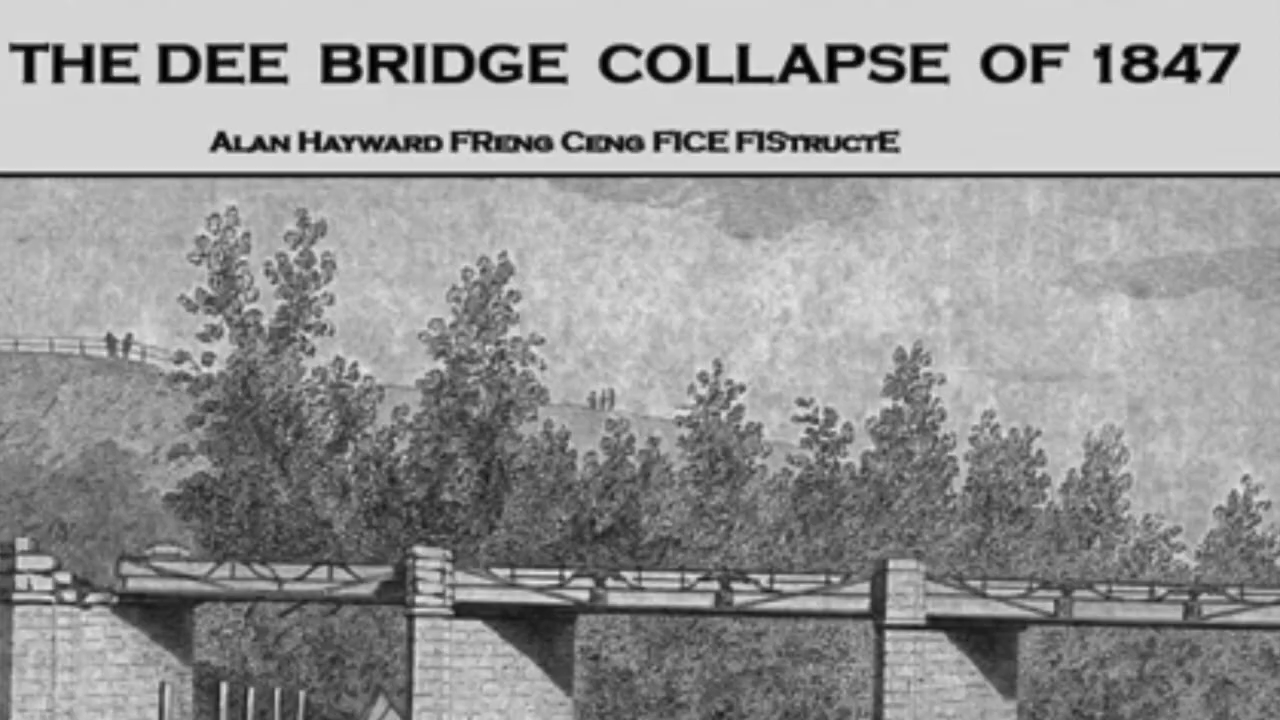 THE DEE BRIDGE COLLAPSE OF 1847
ALAN HAYWARD FRENG CENG FICE FISTRUCTE